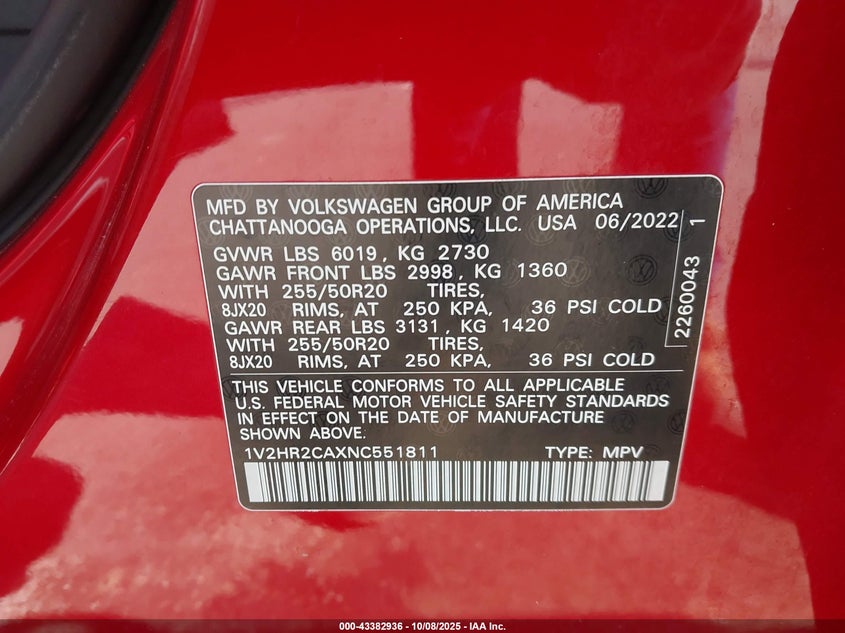 MFD BY VOLKSWAGEN GROUP OF AMERICA
CHATTANOOGA OPERATIONS, LLC. USA 06/2022
GVWR LBS 6019, KG 2730
GAWR FRONT LBS 2998, KG 1360
WITH 255/50R20 TIRES,
8JX20 RIMS, AT 250 KPA, 36 PSI COLD
GAWR REAR LBS 3131, KG 1420
WITH 255/50R20 TIRES,
8JX20 RIMS, AT 250 KPA, 36 PSI COLD
2260043 1
THIS VEHICLE CONFORMS TO ALL APPLICABLE
U.S. FEDERAL MOTOR VEHICLE SAFETY STANDARDS
IN EFFECT ON THE DATE OF MANUFACTURE
SHOWN ABOVE.
1V2HR2CAXNC551811 TYPE: MPV
000-43382936 - 10/08/2025 - IAA Inc.